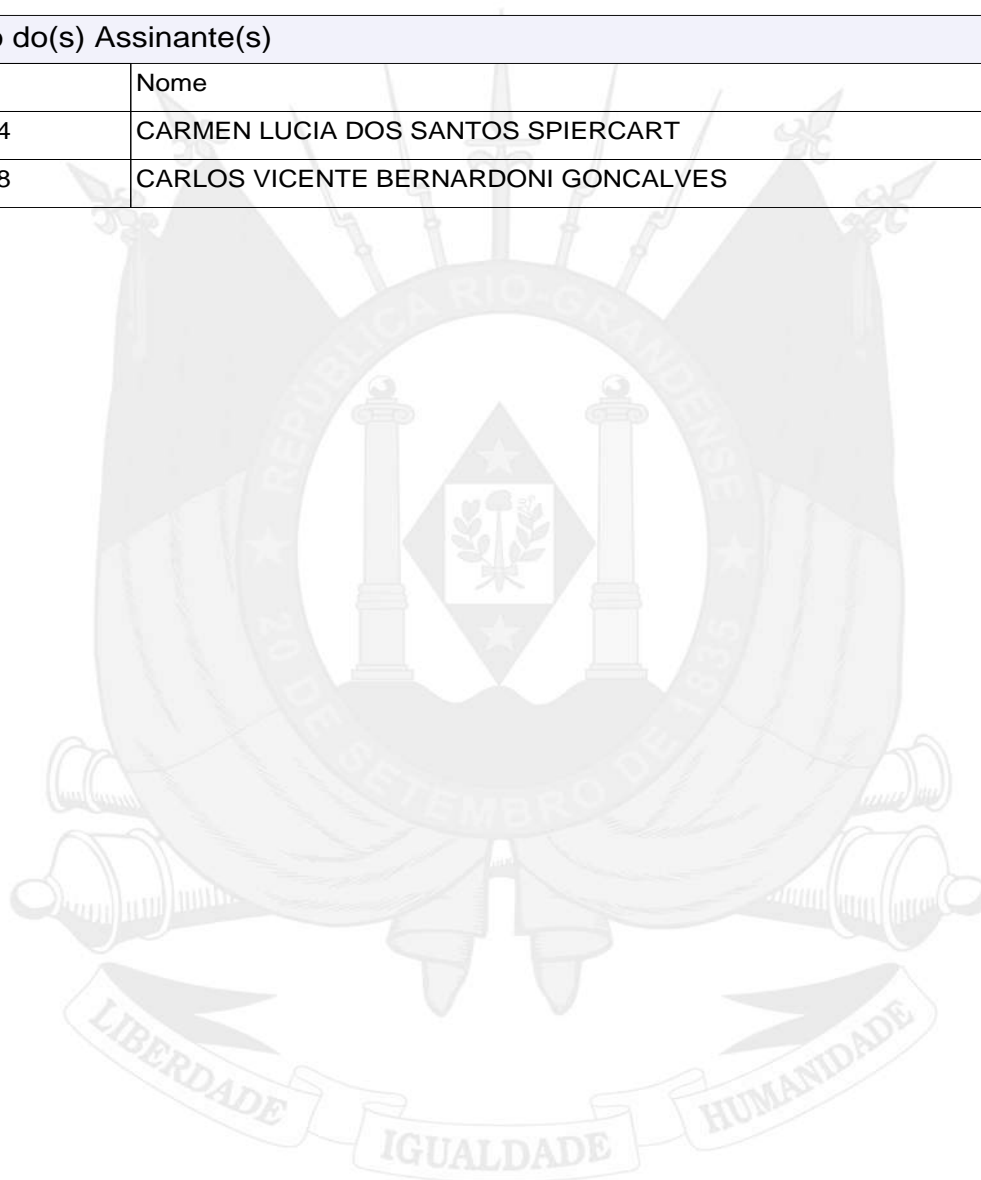 o do(s) Assinante(s)
Nome
4 CARMEN LUCIA DOS SANTOS SPIERCART
8 CARLOS VICENTE BERNARDONI GONCALVES
REPÚBLICA RIO-GRANDENSE
20 DE SETEMBRO DE 1835
LIBERDADE IGUALDADE HUMANIDADE